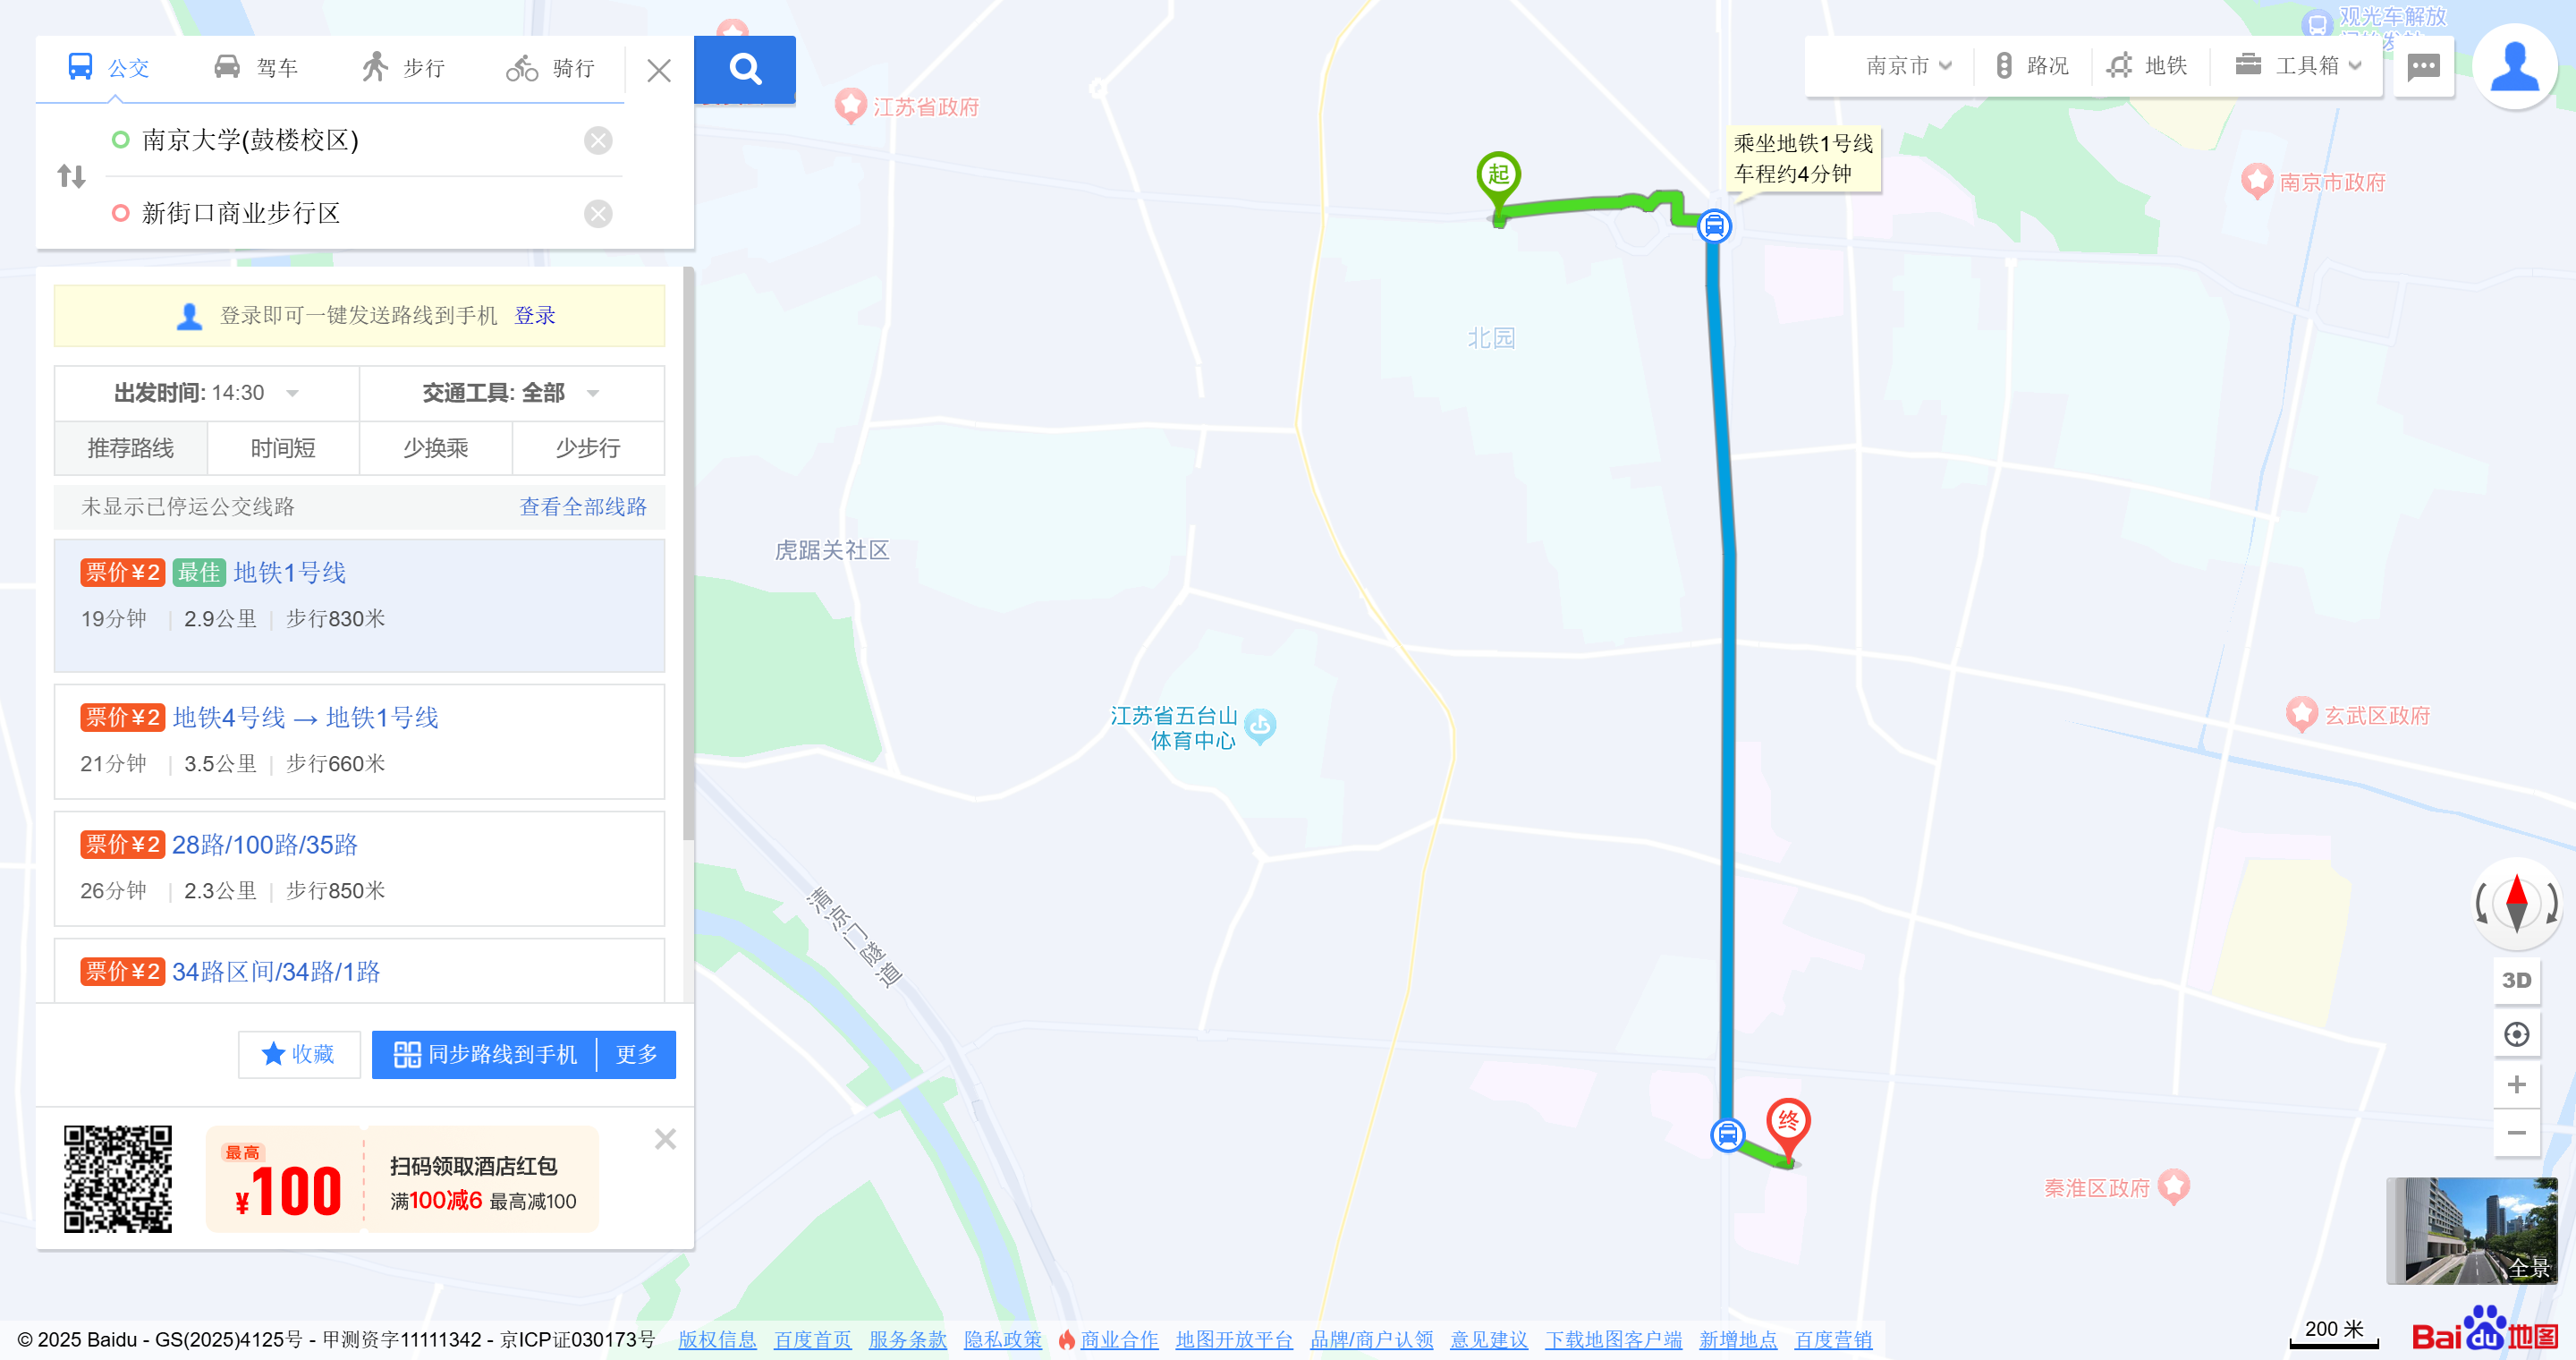 公交
驾车
步行
骑行
南京大学(鼓楼校区)
新街口商业步行区
登录即可一键发送路线到手机 登录
出发时间: 14:30
交通工具: 全部
推荐路线
时间短
少换乘
少步行
未显示已停运公交线路
查看全部线路
票价¥2 最佳 地铁1号线
19分钟 | 2.9公里 | 步行830米
票价¥2 地铁4号线 → 地铁1号线
21分钟 | 3.5公里 | 步行660米
票价¥2 28路/100路/35路
26分钟 | 2.3公里 | 步行850米
票价¥2 34路区间/34路/1路
收藏
同步路线到手机
更多
最高
¥100
扫码领取酒店红包
满100减6 最高减100
南京市
路况
地铁
工具箱
观光车解放
江苏省政府
起
乘坐地铁1号线
车程约4分钟
南京市政府
北园
虎踞关社区
江苏省五台山
体育中心
玄武区政府
清凉门隧道
终
秦淮区政府
3D
全景
200 米
Bai du 地图
© 2025 Baidu - GS(2025)4125号 - 甲测资字11111342 - 京ICP证030173号 版权信息 百度首页 服务条款 隐私政策 商业合作 地图开放平台 品牌/商户认领 意见建议 下载地图客户端 新增地点 百度营销